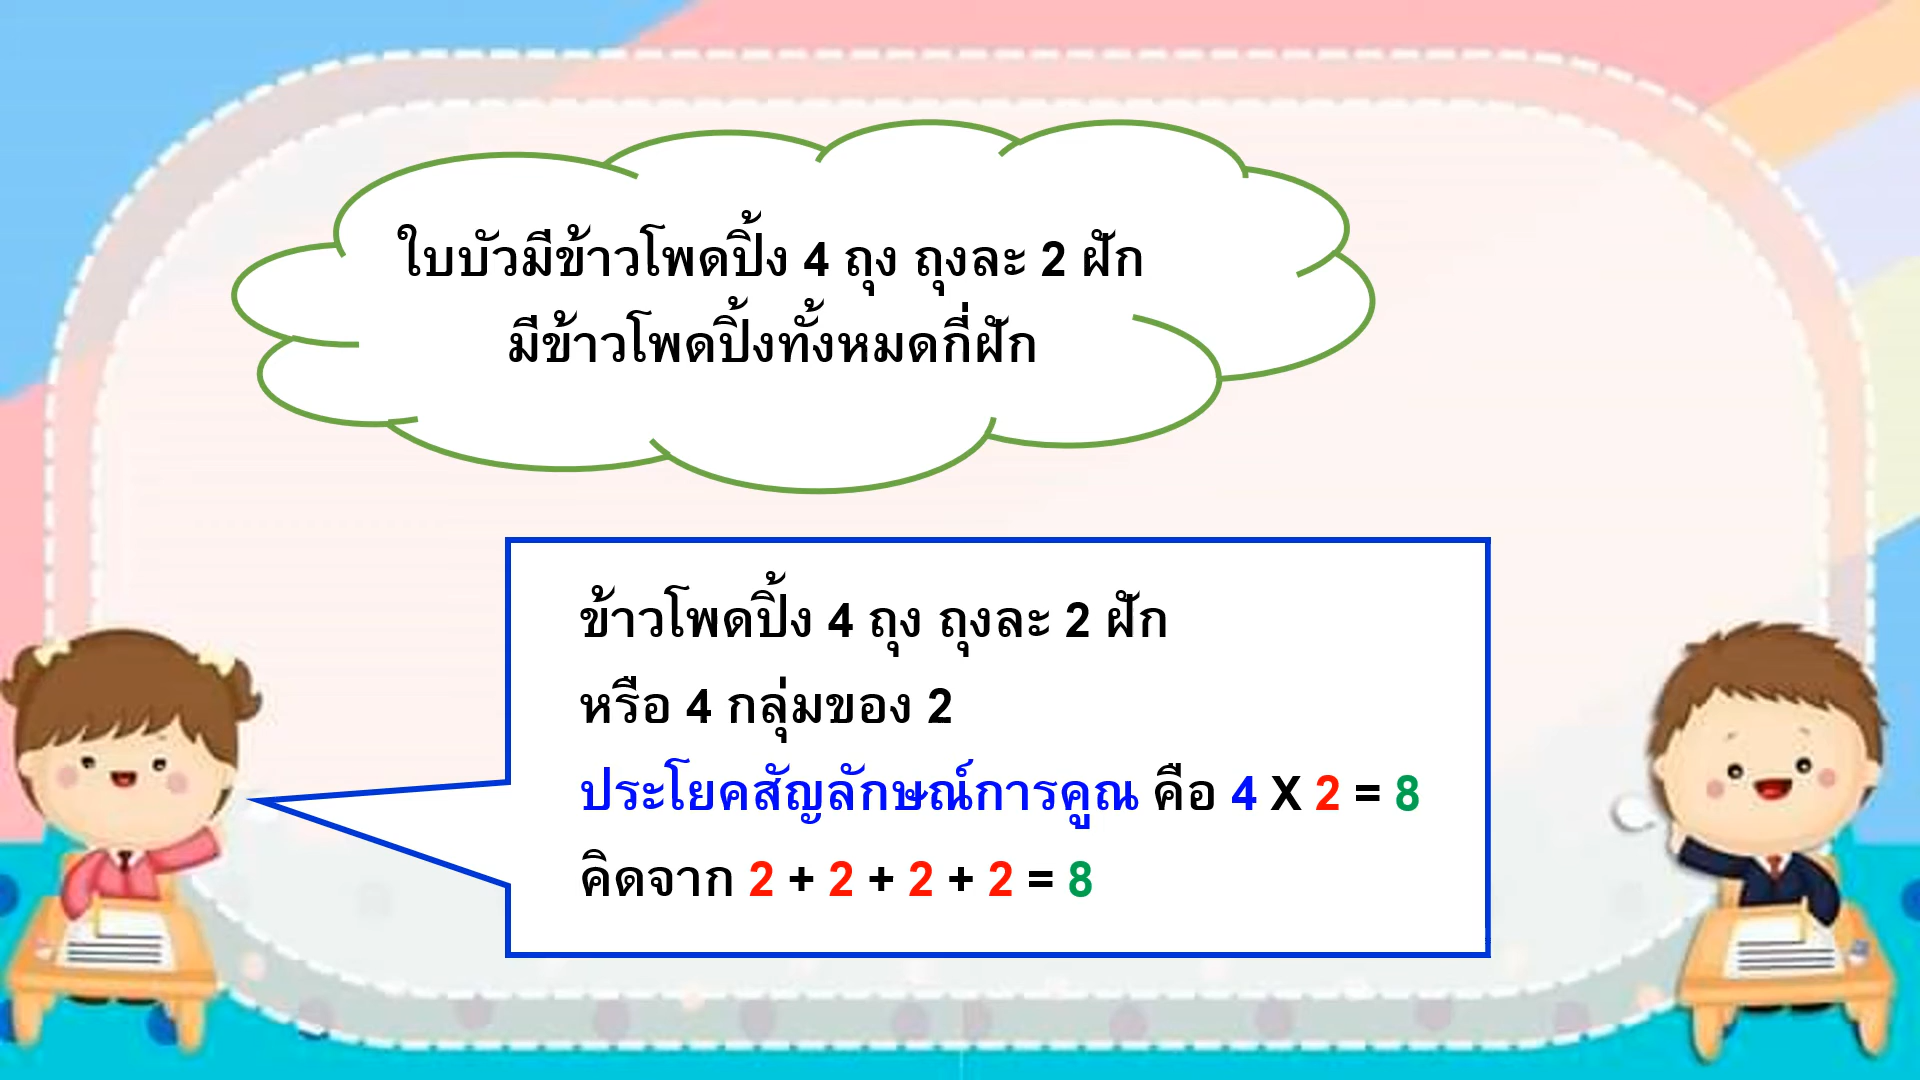 ใบบัวมีข้าวโพดปิ้ง 4 ถุง ถุงละ 2 ฝัก
มีข้าวโพดปิ้งทั้งหมดกี่ฝัก
ข้าวโพดปิ้ง 4 ถุง ถุงละ 2 ฝัก
หรือ 4 กลุ่มของ 2
ประโยคสัญลักษณ์การคูณ คือ 4 X 2 = 8
คิดจาก 2 + 2 + 2 + 2 = 8